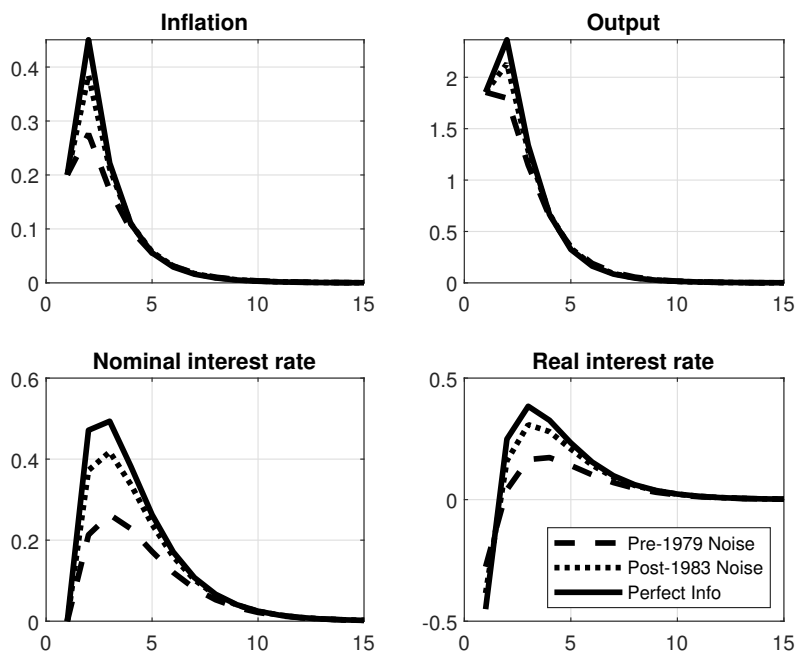 Inflation
0.4
0.3
0.2
0.1
0
0 5 10 15
Output
2
1.5
1
0.5
0
0 5 10 15
Nominal interest rate
0.6
0.4
0.2
0
0 5 10 15
Real interest rate
0.5
0
-0.5
0 5 10 15
Pre-1979 Noise
Post-1983 Noise
Perfect Info